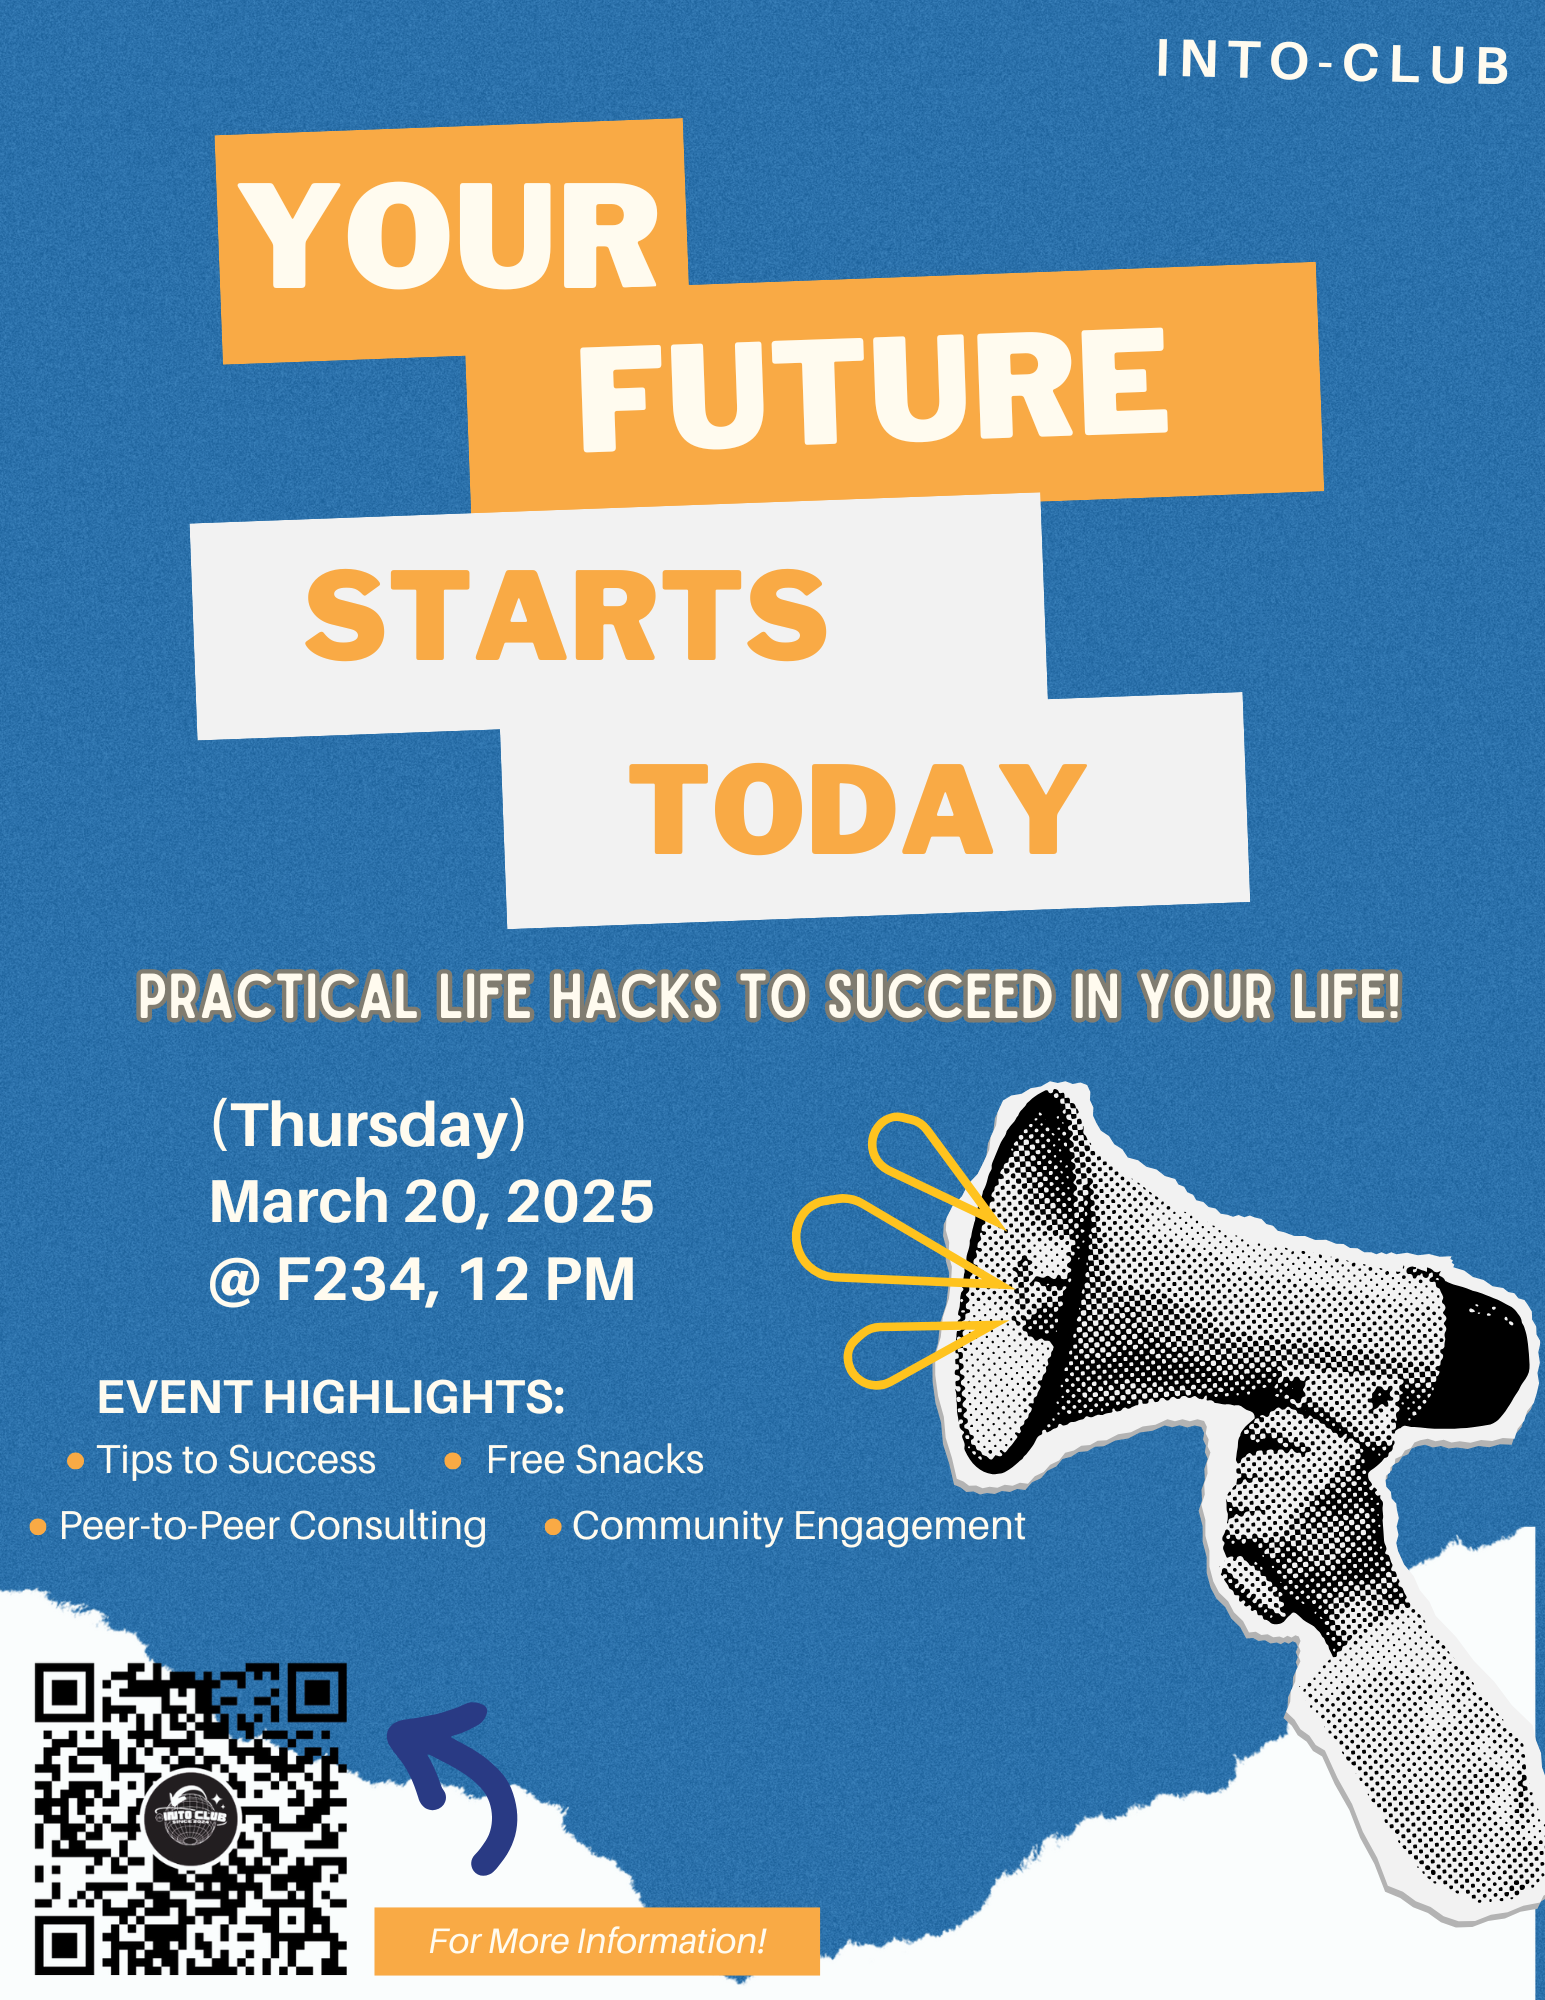 INTO-CLUB
YOUR
FUTURE
STARTS
TODAY
PRACTICAL LIFE HACKS TO SUCCEED IN YOUR LIFE!
(Thursday)
March 20, 2025
@ F234, 12 PM
EVENT HIGHLIGHTS:
• Tips to Success • Free Snacks
• Peer-to-Peer Consulting • Community Engagement
INTO CLUB
SINCE 2024
For More Information!